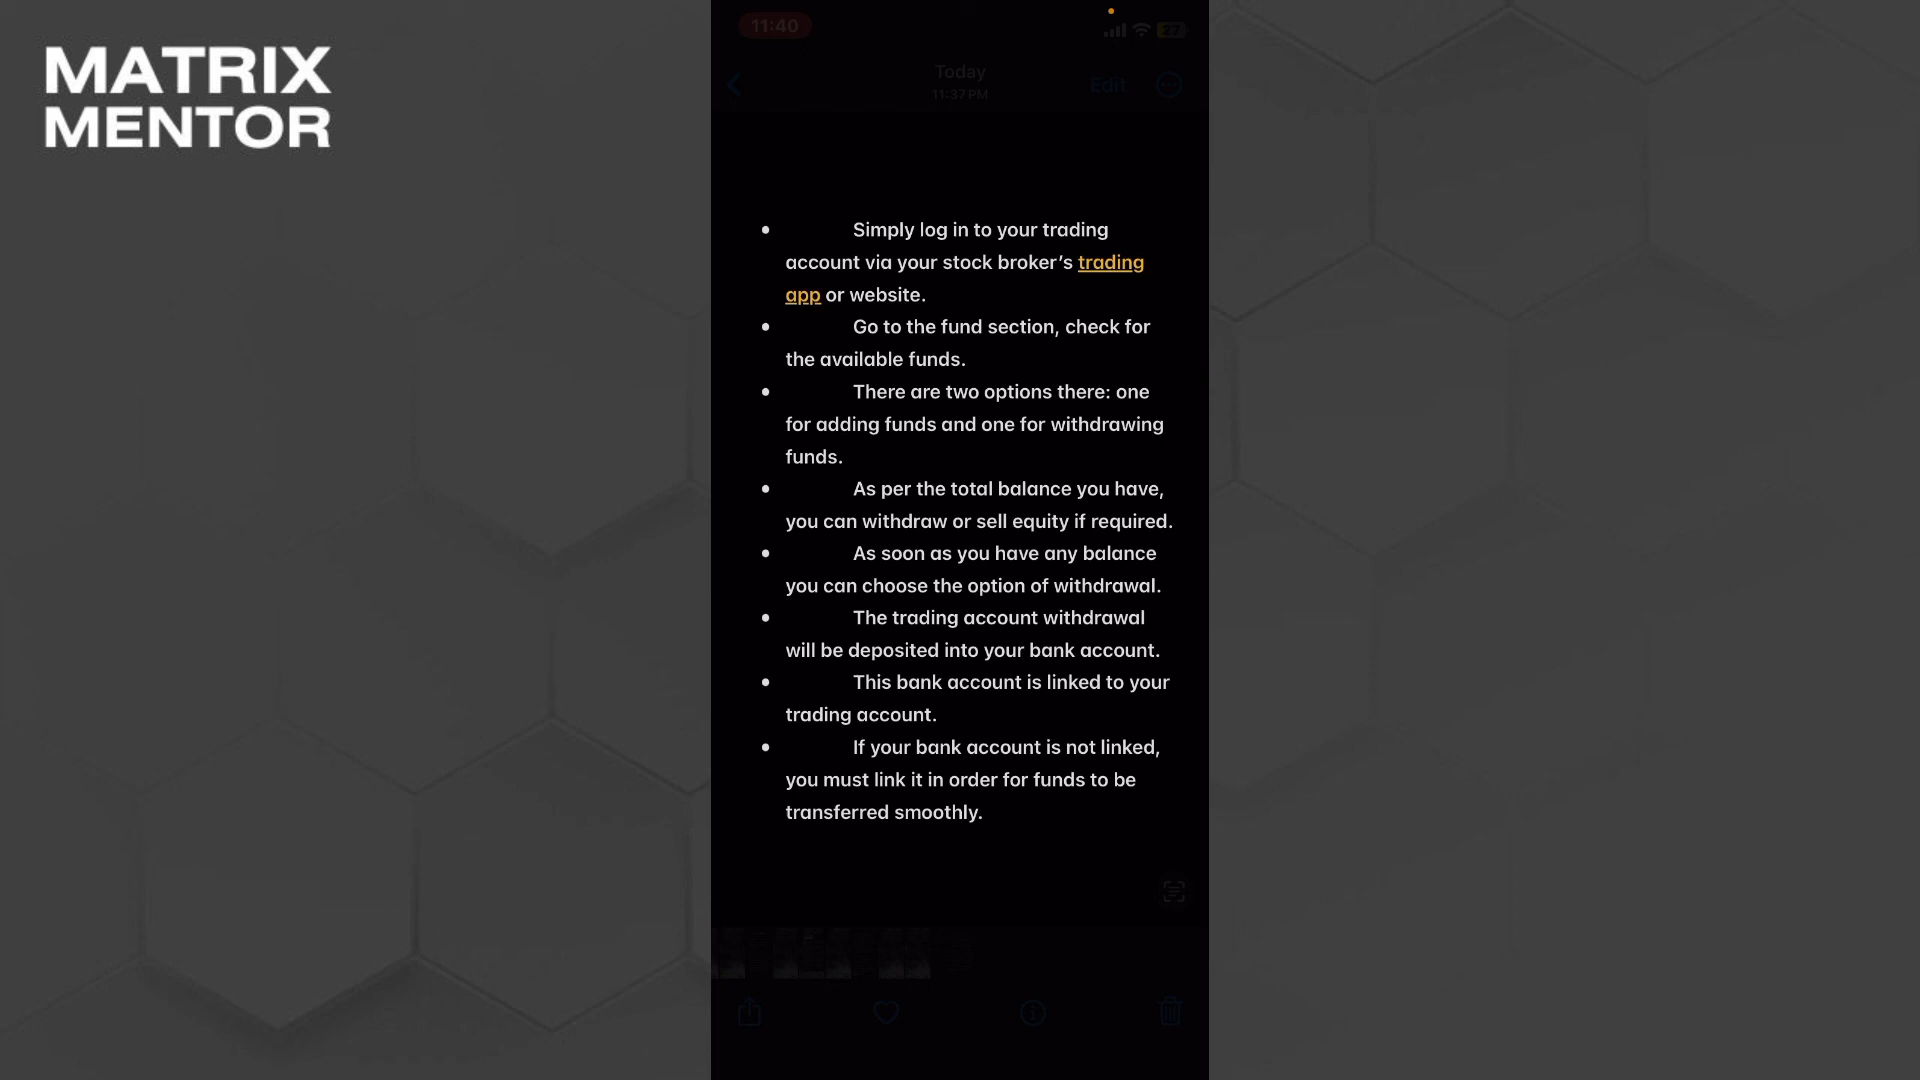 MATRIX
MENTOR
11:40
27
Today
11:37 PM
Edit
• Simply log in to your trading
account via your stock broker’s trading
app or website.
• Go to the fund section, check for
the available funds.
• There are two options there: one
for adding funds and one for withdrawing
funds.
• As per the total balance you have,
you can withdraw or sell equity if required.
• As soon as you have any balance
you can choose the option of withdrawal.
• The trading account withdrawal
will be deposited into your bank account.
• This bank account is linked to your
trading account.
• If your bank account is not linked,
you must link it in order for funds to be
transferred smoothly.